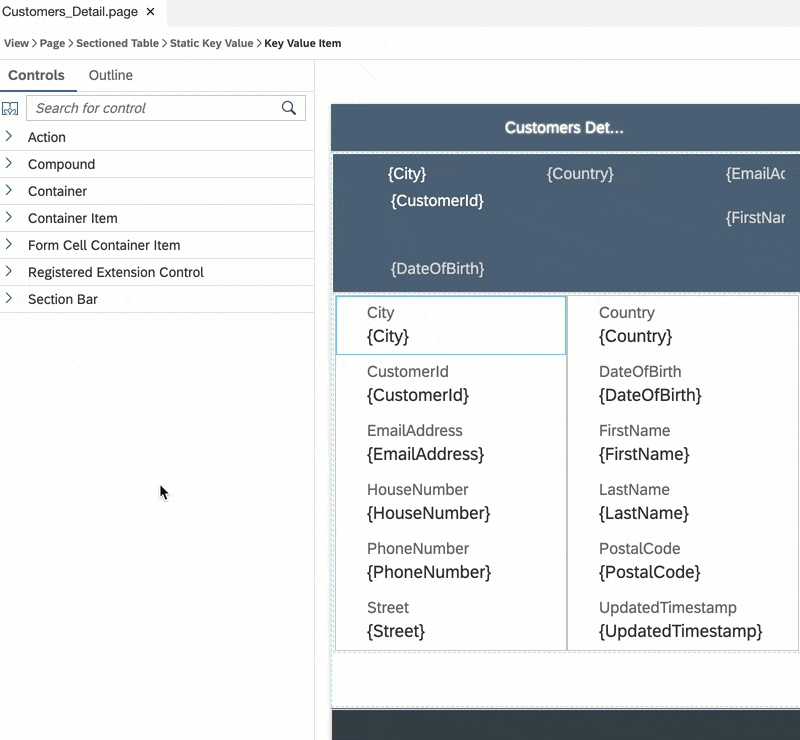 Customers_Detail.page ×
View > Page > Sectioned Table > Static Key Value > Key Value Item
Controls Outline
Search for control
Action
Compound
Container
Container Item
Form Cell Container Item
Registered Extension Control
Section Bar
Customers Det...
{City} {Country} {EmailAc
{CustomerId}
{FirstNar
{DateOfBirth}
City Country
{City} {Country}
CustomerId DateOfBirth
{CustomerId} {DateOfBirth}
EmailAddress FirstName
{EmailAddress} {FirstName}
HouseNumber LastName
{HouseNumber} {LastName}
PhoneNumber PostalCode
{PhoneNumber} {PostalCode}
Street UpdatedTimestamp
{Street} {UpdatedTimestamp}